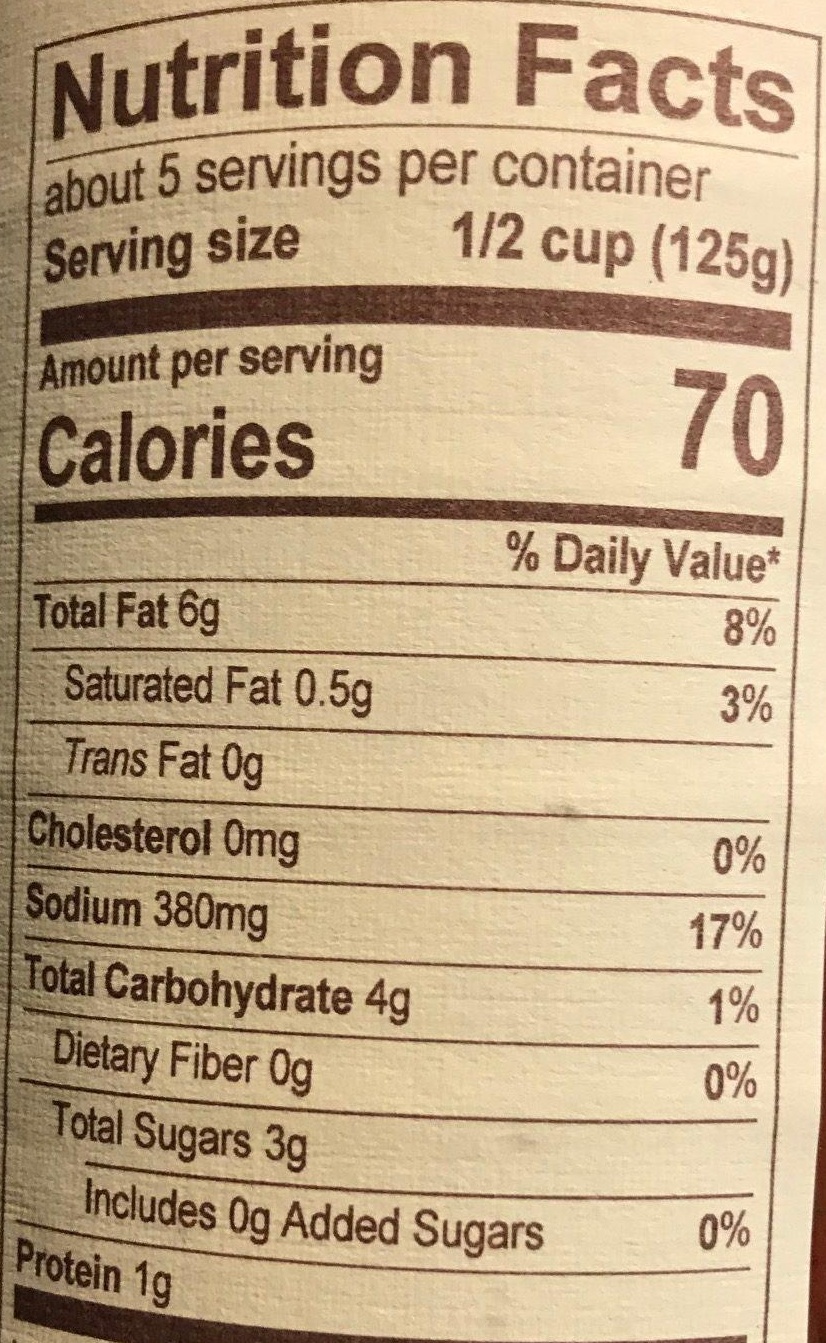 Nutrition Facts
about 5 servings per container
Serving size 1/2 cup (125g)
Amount per serving
Calories 70
% Daily Value*
Total Fat 6g 8%
Saturated Fat 0.5g 3%
Trans Fat 0g
Cholesterol 0mg 0%
Sodium 380mg 17%
Total Carbohydrate 4g 1%
Dietary Fiber 0g 0%
Total Sugars 3g
Includes 0g Added Sugars 0%
Protein 1g